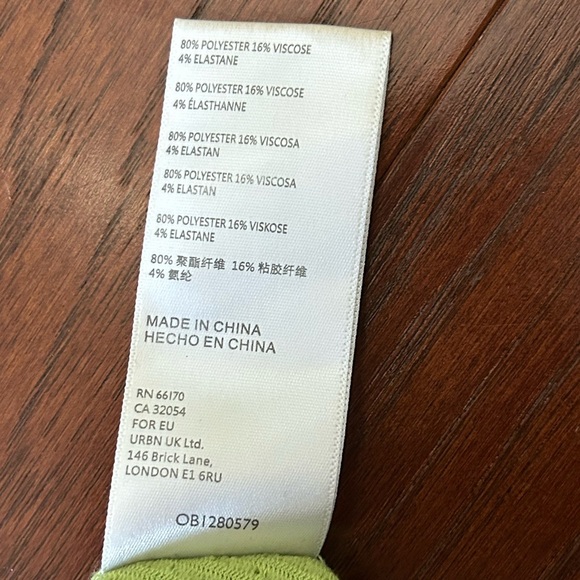 80% POLYESTER 16% VISCOSE
4% ELASTANE
80% POLYESTER 16% VISCOSE
4% ÉLASTHANNE
80% POLYESTER 16% VISCOSA
4% ELASTAN
80% POLYESTER 16% VISCOSA
4% ELASTAN
80% POLYESTER 16% VISKOSE
4% ELASTANE
80% 聚酯纤维 16% 粘胶纤维
4% 氨纶
MADE IN CHINA
HECHO EN CHINA
RN 66170
CA 32054
FOR EU
URBN UK Ltd.
146 Brick Lane,
LONDON E1 6RU
OB1280579